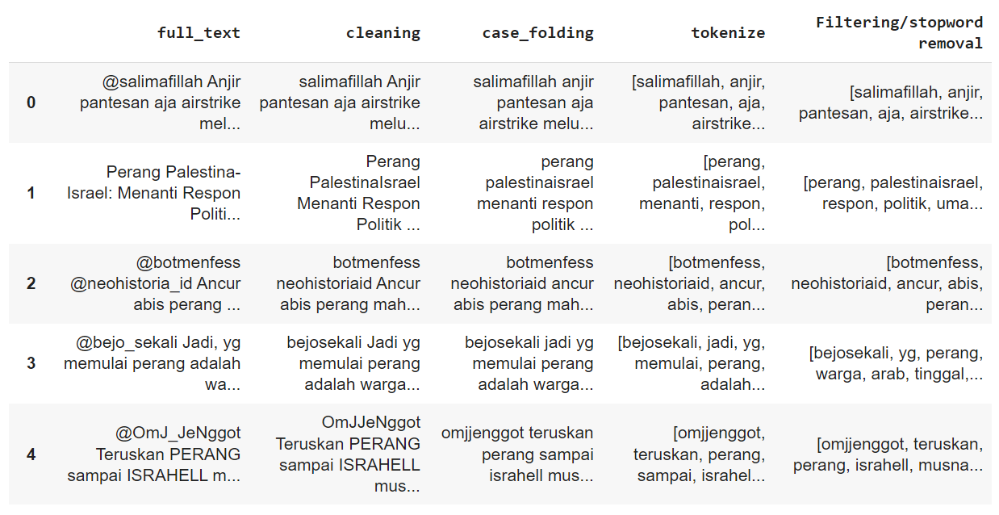 full_text cleaning case_folding tokenize Filtering/stopword
removal
0
@salimafillah Anjir
pantesan aja airstrike
mel...
salimafillah Anjir
pantesan aja airstrike
melu...
salimafillah anjir
pantesan aja
airstrike melu...
[salimafillah, anjir,
pantesan, aja,
airstrike...
[salimafillah, anjir,
pantesan, aja, airstrike...
1
Perang Palestina-
Israel: Menanti Respon
Politi...
Perang
PalestinaIsrael
Menanti Respon
Politik ...
perang
palestinaisrael
menanti respon
politik ...
[perang,
palestinaisrael,
menanti, respon,
pol...
[perang, palestinaisrael,
respon, politik, uma...
2
@botmenfess
@neohistoria_id Ancur
abis perang ...
botmenfess
neohistoriaid Ancur
abis perang mah...
botmenfess
neohistoriaid ancur
abis perang mah...
[botmenfess,
neohistoriaid, ancur,
abis, peran...
[botmenfess,
neohistoriaid, ancur, abis,
peran...
3
@bejo_sekali Jadi, yg
memulai perang adalah
wa...
bejosekali Jadi yg
memulai perang
adalah warga...
bejosekali jadi yg
memulai perang
adalah warga...
[bejosekali, jadi, yg,
memulai, perang,
adalah...
[bejosekali, yg, perang,
warga, arab, tinggal,...
4
@OmJ_JeNggot
Teruskan PERANG
sampai ISRAHELL m...
OmJJeNggot
Teruskan PERANG
sampai ISRAHELL
mus...
omjjenggot teruskan
perang sampai
israhell mus...
[omjjenggot,
teruskan, perang,
sampai, israhel...
[omjjenggot, teruskan,
perang, israhell, musna...